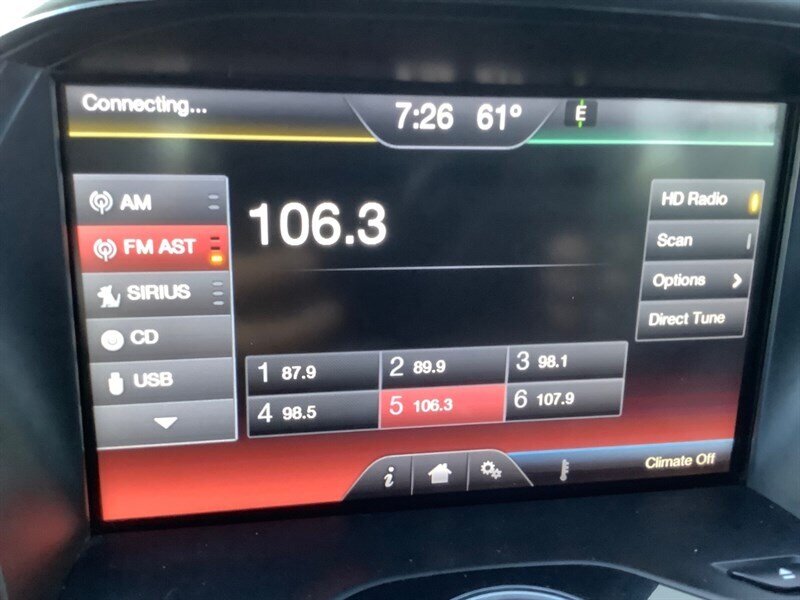 Connecting...
7:26 61° E
AM
FM AST
SIRIUS
CD
USB
106.3
HD Radio
Scan
Options
Direct Tune
1 87.9 2 89.9 3 98.1
4 98.5 5 106.3 6 107.9
i
Climate Off